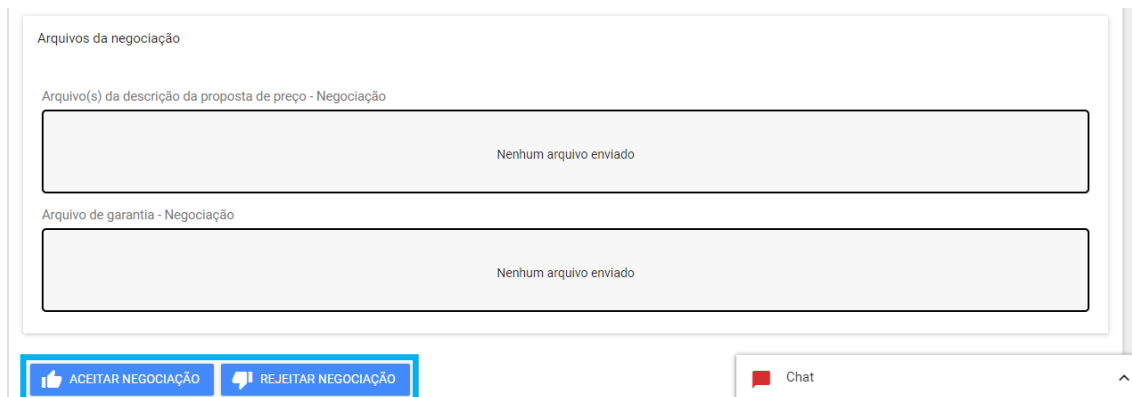 Arquivos da negociação
Arquivo(s) da descrição da proposta de preço - Negociação
Nenhum arquivo enviado
Arquivo de garantia - Negociação
Nenhum arquivo enviado
ACEITAR NEGOCIAÇÃO REJEITAR NEGOCIAÇÃO Chat